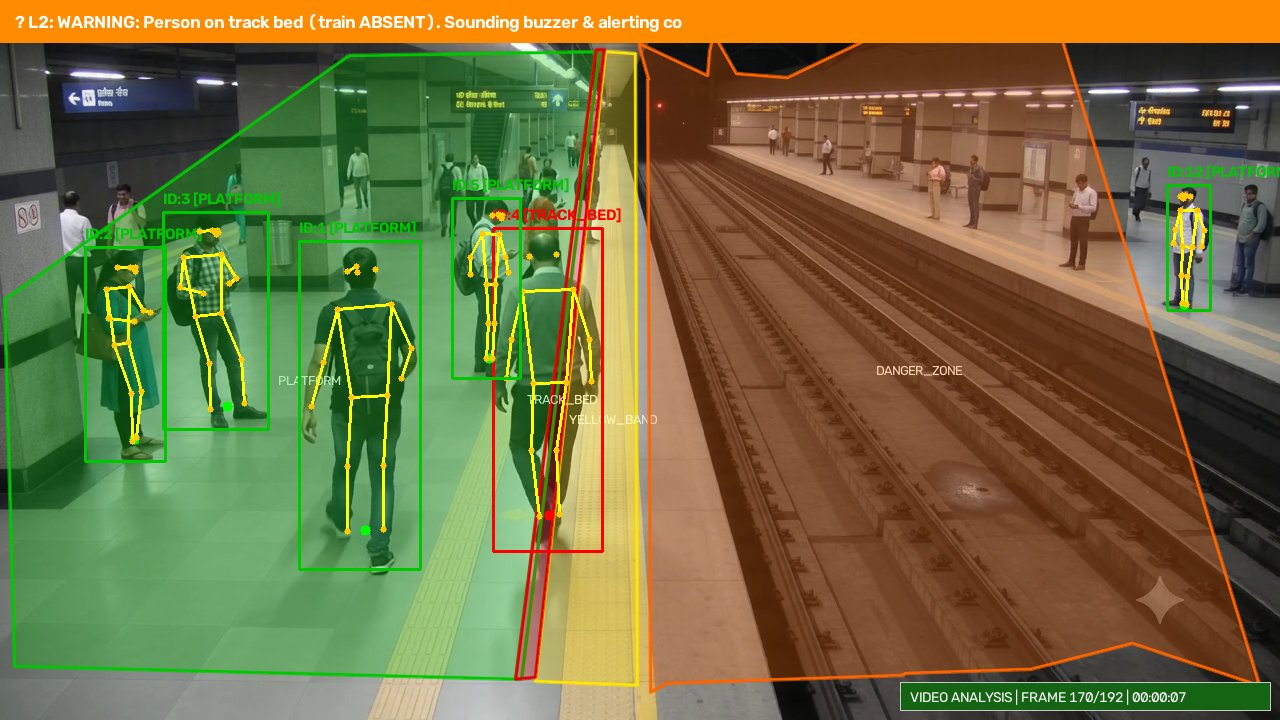 ? L2: WARNING: Person on track bed (train ABSENT). Sounding buzzer & alerting co
ID:5 [PLATFORM]
ID:12 [PLATFORM
ID:3 [PLATFORM]
:4 [TRACK_BED]
ID:2 [PLATFORM]
ID:1 [PLATFORM]
DANGER_ZONE
PLATFORM
TRACK_BED
YELLOW_BAND
VIDEO ANALYSIS | FRAME 170/192 | 00:00:07